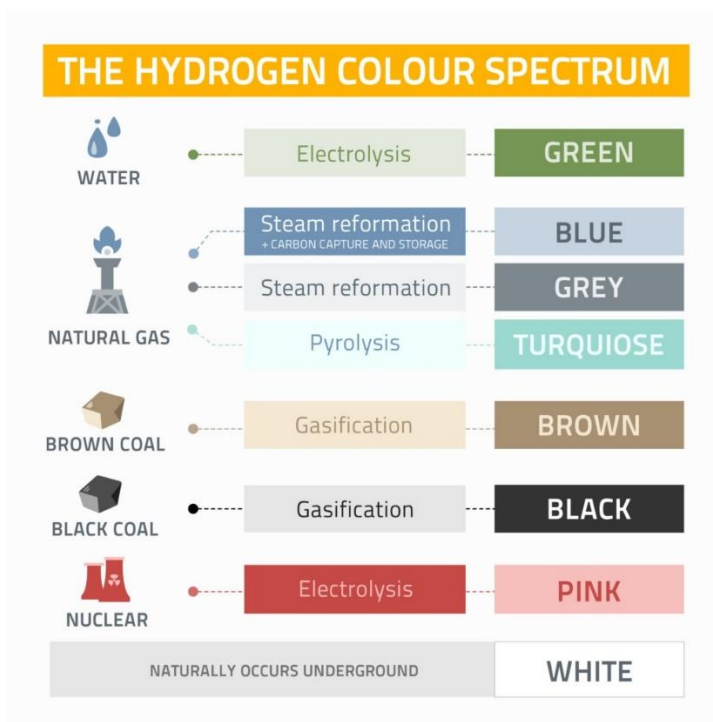 THE HYDROGEN COLOUR SPECTRUM
WATER
Electrolysis
GREEN
NATURAL GAS
Steam reformation
+ CARBON CAPTURE AND STORAGE
BLUE
Steam reformation
GREY
Pyrolysis
TURQUIOSE
BROWN COAL
Gasification
BROWN
BLACK COAL
Gasification
BLACK
NUCLEAR
Electrolysis
PINK
NATURALLY OCCURS UNDERGROUND
WHITE